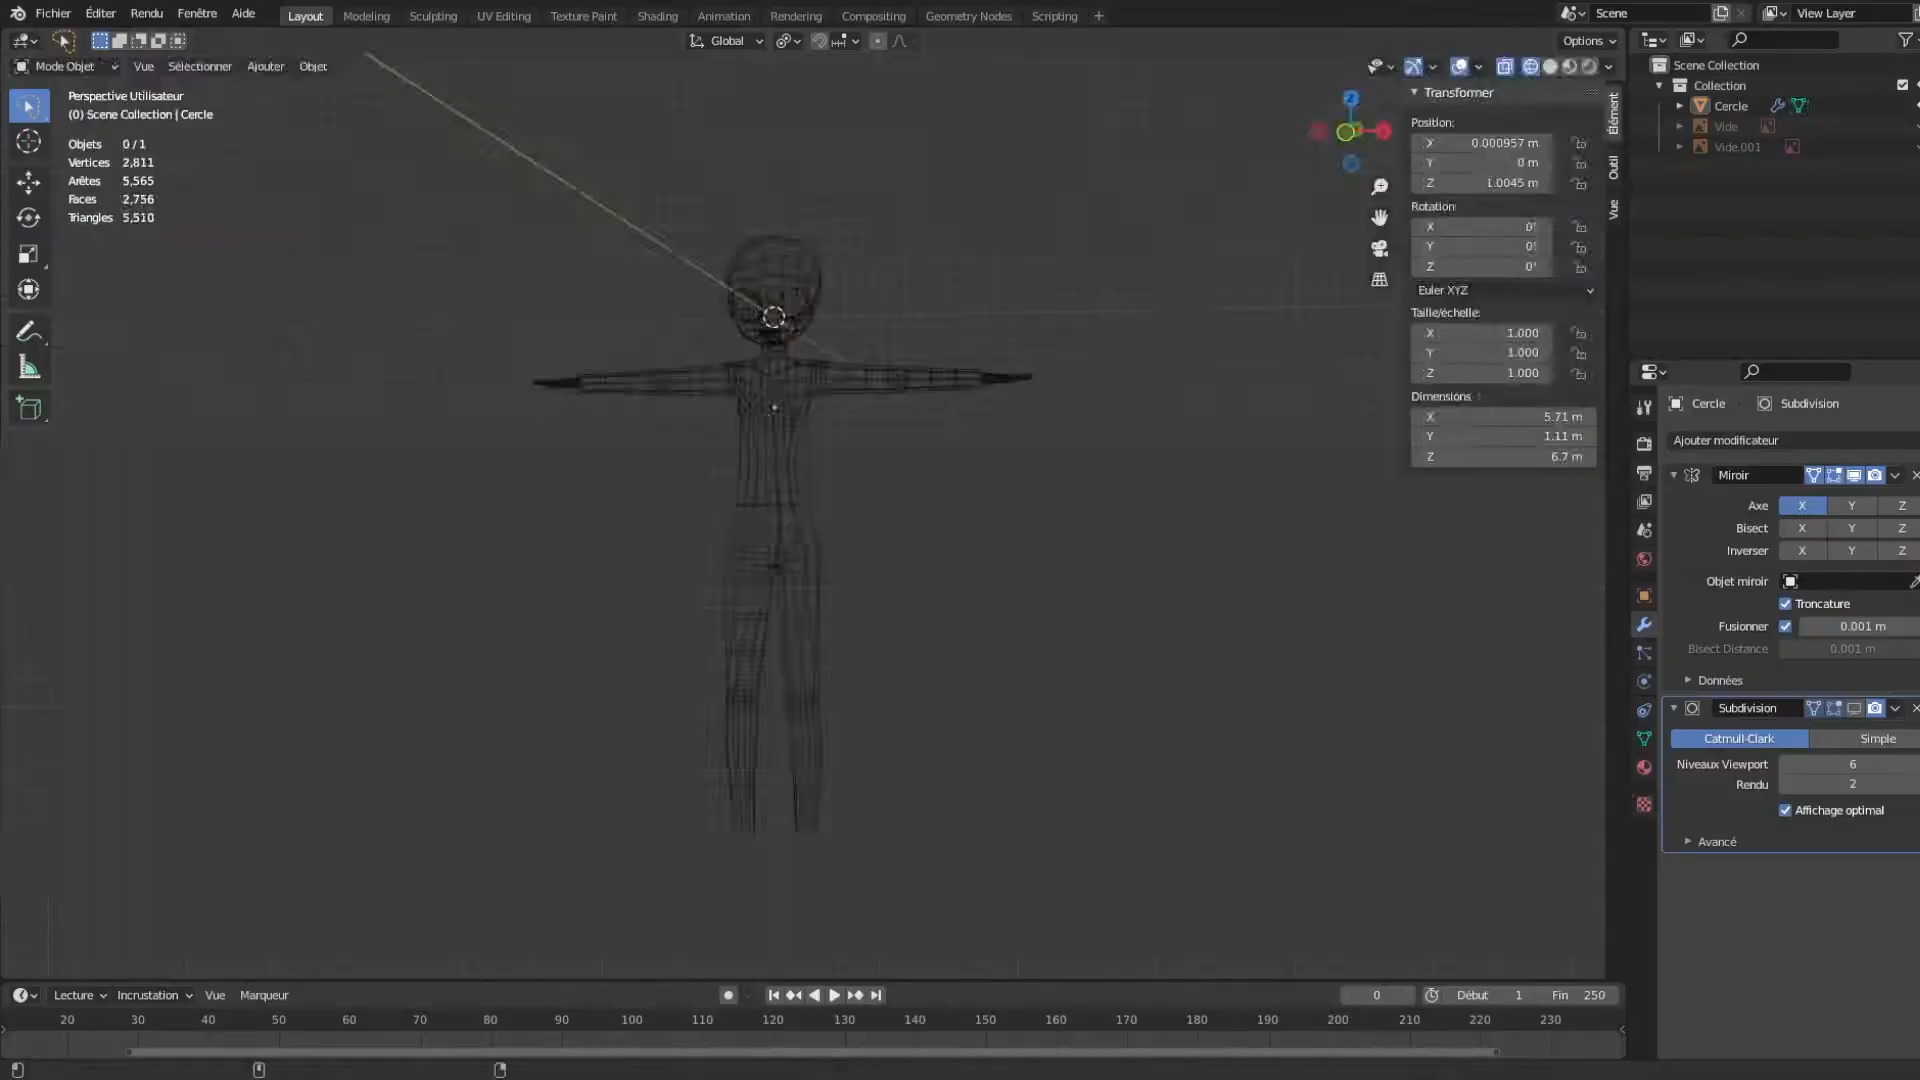 Fichier Éditer Rendu Fenêtre Aide Layout Modeling Sculpting UV Editing Texture Paint Shading Animation Rendering Compositing Geometry Nodes Scripting + Scene View Layer
Global Options
Mode Objet Vue Sélectionner Ajouter Objet
Perspective Utilisateur
(0) Scene Collection | Cercle
Objets 0/1
Vertices 2,811
Arêtes 5,565
Faces 2,756
Triangles 5,510
Z
Transformer
Position:
X 0.000957 m
Y 0 m
Z 1.0045 m
Rotation:
X 0°
Y 0°
Z 0°
Euler XYZ
Taille/échelle:
X 1.000
Y 1.000
Z 1.000
Dimensions :
X 5.71 m
Y 1.11 m
Z 6.7 m
Élément
Outil
Vue
Scene Collection
Collection
Cercle
Vide
Vide.001
Cercle Subdivision
Ajouter modificateur
Miroir
Axe X Y Z
Bisect X Y Z
Inverser X Y Z
Objet miroir
Troncature
Fusionner 0.001 m
Bisect Distance 0.001 m
Données
Subdivision
Catmull-Clark Simple
Niveaux Viewport 6
Rendu 2
Affichage optimal
Avancé
Lecture Incrustation Vue Marqueur 0 Début 1 Fin 250
20 30 40 50 60 70 80 90 100 110 120 130 140 150 160 170 180 190 200 210 220 230